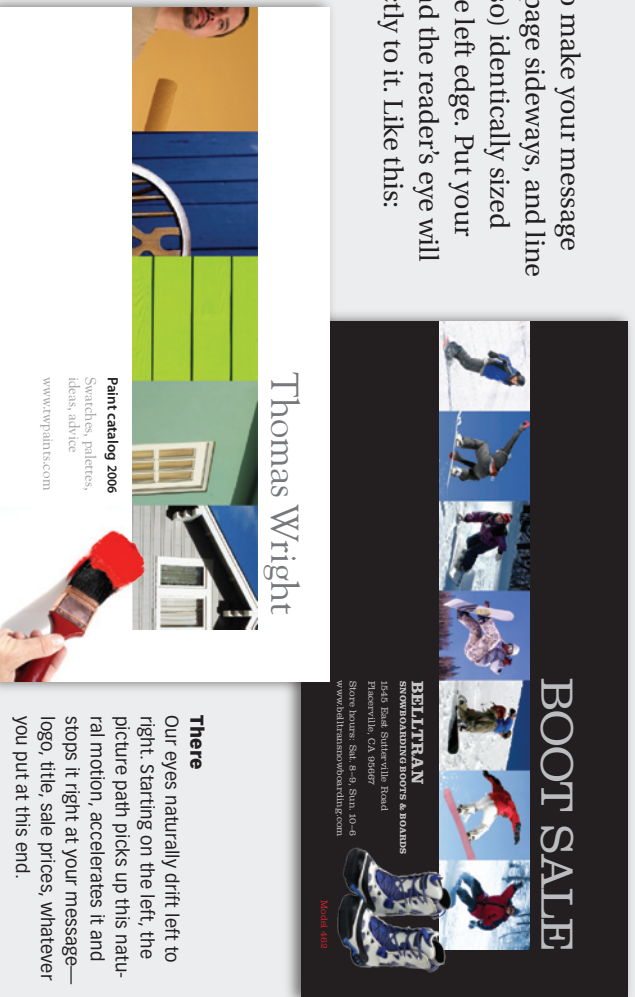 o make your message
page sideways, and line
so) identically sized
e left edge. Put your
nd the reader's eye will
ctly to it. Like this:
BOOT SALE
BELLTRAN
SNOWBOARDING BOOTS & BOARDS
1545 East Sutterville Road
Placerville, CA 95667
Store hours: Sat. 8–9, Sun, 10–6
www.belltransnowboarding.com
Model 462
Thomas Wright
Paint catalog 2006
Swatches, palettes,
ideas, advice
www.twpaints.com
There
Our eyes naturally drift left to
right. Starting on the left, the
picture path picks up this natu-
ral motion, accelerates it and
stops it right at your message—
logo, title, sale prices, whatever
you put at this end.